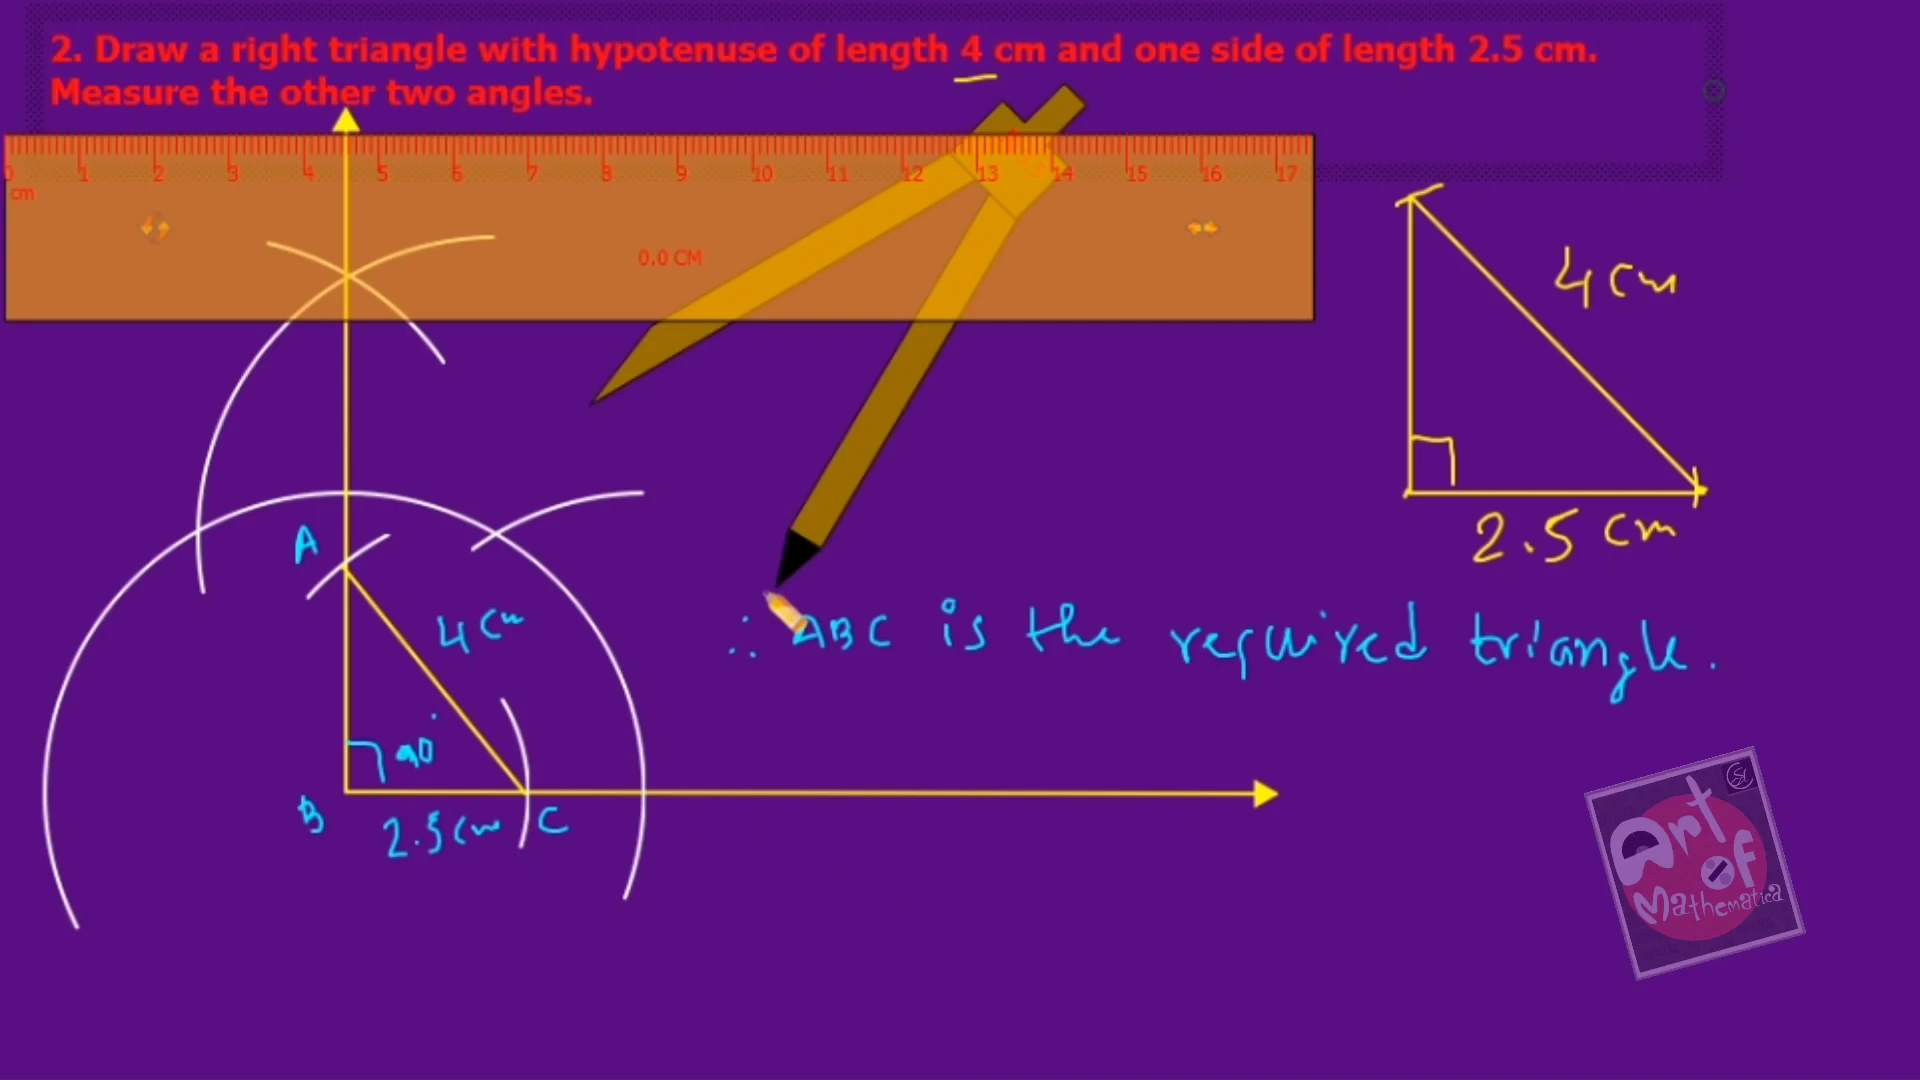 2. Draw a right triangle with hypotenuse of length 4 cm and one side of length 2.5 cm.
Measure the other two angles.
0 1 2 3 4 5 6 7 8 9 10 11 12 13 14 15 16 17
cm
0.0 CM
4 cm
2.5 cm
A
4 cm
∴ ABC is the required triangle.
90°
B
2.5 cm
C
Art
of
Mathematica